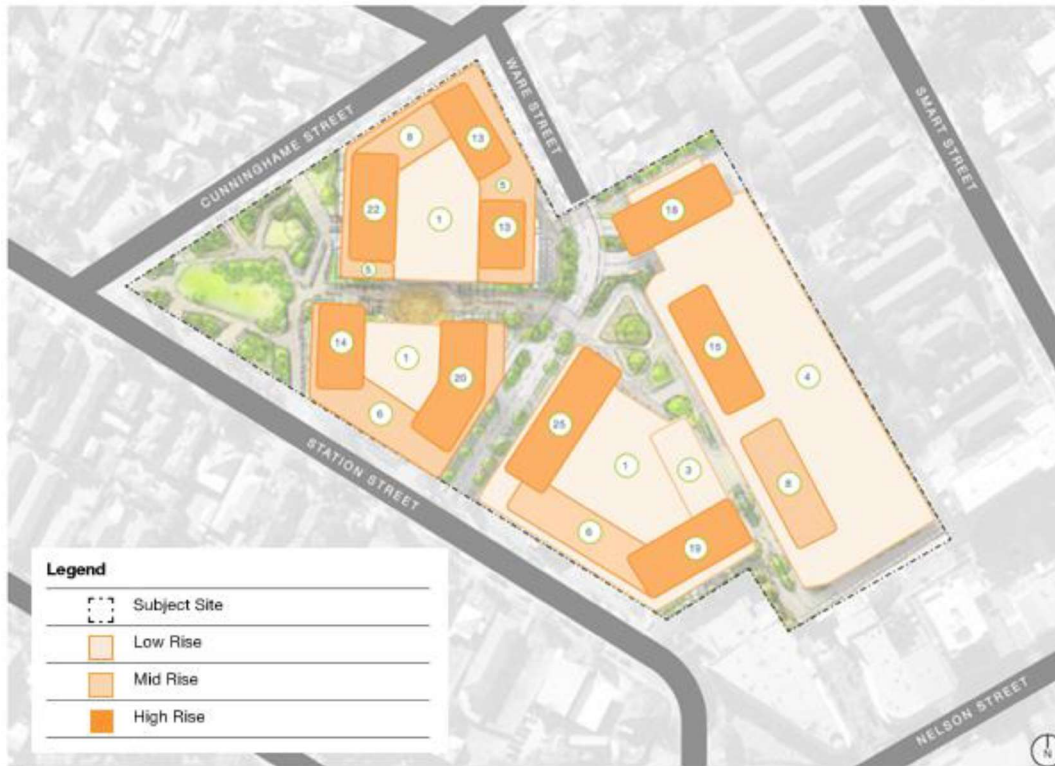 CUNNINGHAME STREET
WARE STREET
SMART STREET
8
13
5
22
1
13
5
18
14
1
20
6
15
4
25
1
3
8
6
19
STATION STREET
NELSON STREET
Legend
Subject Site
Low Rise
Mid Rise
High Rise
N